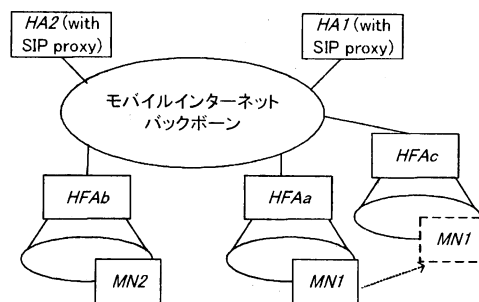 HA2 (with
SIP proxy)
HA1 (with
SIP proxy)
モバイルインターネット
バックボーン
HFAb
HFAa
HFAc
MN2
MN1
MN1